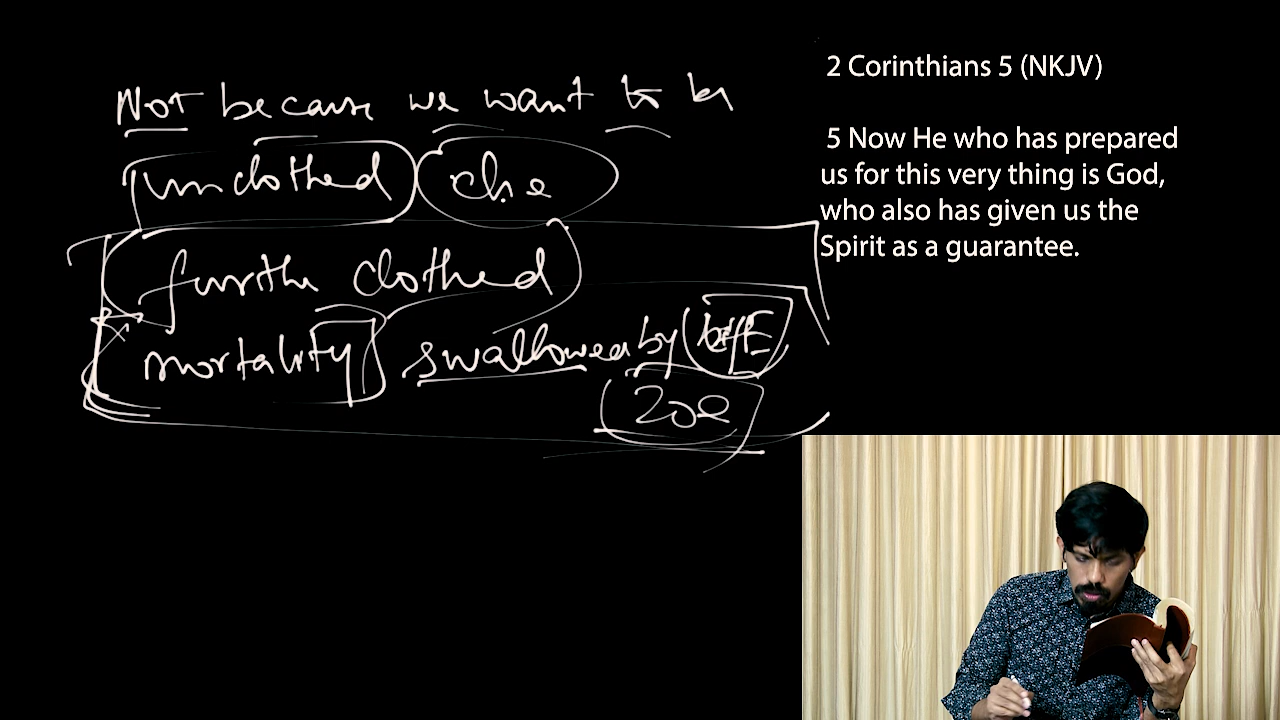 Not because we want to be
unclothed die
furthe clothed
mortality swallowed by life
zoe
2 Corinthians 5 (NKJV)
5 Now He who has prepared
us for this very thing is God,
who also has given us the
Spirit as a guarantee.